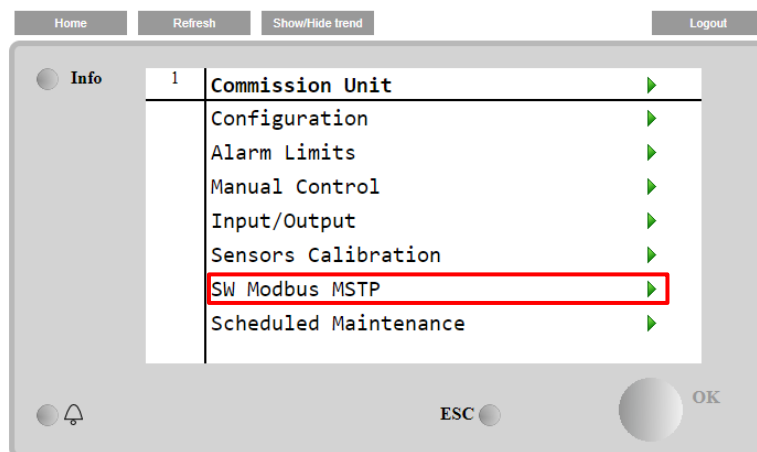 Home Refresh Show/Hide trend Logout
Info 1 Commission Unit
Configuration
Alarm Limits
Manual Control
Input/Output
Sensors Calibration
SW Modbus MSTP
Scheduled Maintenance
ESC OK